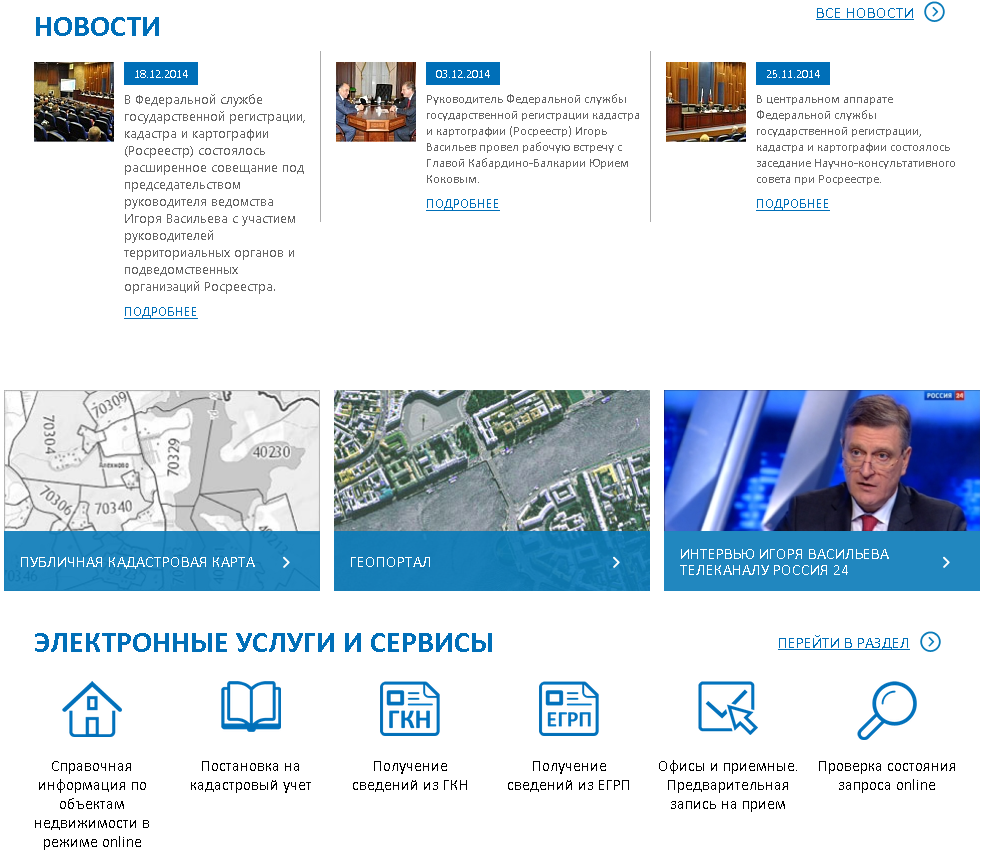 НОВОСТИ
ВСЕ НОВОСТИ
18.12.2014
В Федеральной службе
государственной регистрации,
кадастра и картографии
(Росреестр) состоялось
расширенное совещание под
председательством
руководителя ведомства
Игоря Васильева с участием
руководителей
территориальных органов и
подведомственных
организаций Росреестра.
ПОДРОБНЕЕ
03.12.2014
Руководитель Федеральной службы
государственной регистрации кадастра
и картографии (Росреестр) Игорь
Васильев провел рабочую встречу с
Главой Кабардино-Балкарии Юрием
Коковым.
ПОДРОБНЕЕ
25.11.2014
В центральном аппарате
Федеральной службы
государственной регистрации,
кадастра и картографии состоялось
заседание Научно-консультативного
совета при Росреестре.
ПОДРОБНЕЕ
70309
70304
70329
40230
70306
70340
70346
ПУБЛИЧНАЯ КАДАСТРОВАЯ КАРТА
ГЕОПОРТАЛ
РОССИЯ 24
ИНТЕРВЬЮ ИГОРЯ ВАСИЛЬЕВА
ТЕЛЕКАНАЛУ РОССИЯ 24
ЭЛЕКТРОННЫЕ УСЛУГИ И СЕРВИСЫ
ПЕРЕЙТИ В РАЗДЕЛ
Справочная
информация по
объектам
недвижимости в
режиме online
Постановка на
кадастровый учет
ГКН
Получение
сведений из ГКН
ЕГРП
Получение
сведений из ЕГРП
Офисы и приемные.
Предварительная
запись на прием
Проверка состояния
запроса online